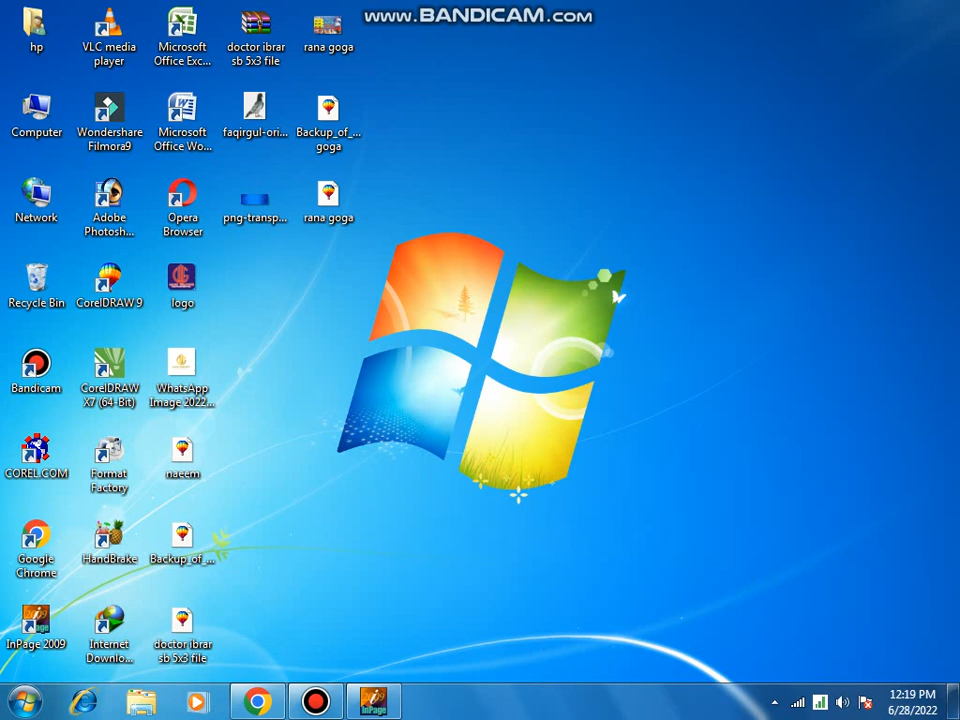 www.BANDICAM.com
hp
VLC media
player
Microsoft
Office Exc...
doctor ibrar
sb 5x3 file
rana goga
Computer
Wondershare
Filmora9
Microsoft
Office Wo...
faqirgul-ori...
Backup_of_...
goga
Network
Adobe
Photosh...
Opera
Browser
png-transp...
rana goga
Recycle Bin
CorelDRAW 9
logo
Bandicam
CorelDRAW
X7 (64-Bit)
WhatsApp
Image 2022...
COREL.COM
Format
Factory
naeem
Google
Chrome
HandBrake
Backup_of_...
InPage 2009
Internet
Downlo...
doctor ibrar
sb 5x3 file
InPage
12:19 PM
6/28/2022